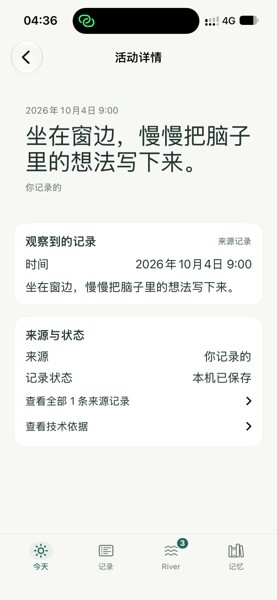 04:36
4G
活动详情
2026年10月4日 9:00
坐在窗边，慢慢把脑子
里的想法写下来。
你记录的
观察到的记录 来源记录
时间 2026年10月4日 9:00
坐在窗边，慢慢把脑子里的想法写下来。
来源与状态
来源 你记录的
记录状态 本机已保存
查看全部 1 条来源记录
查看技术依据
3
今天 记录 River 记忆